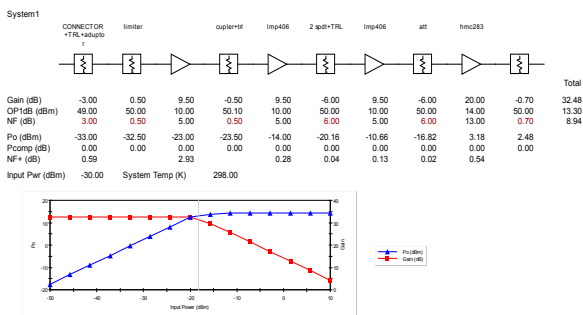 System1
CONNECTOR limiter cupler+trl lmp406 2 spdt+TRL lmp406 att hmc283
+TRL+adupto
r
Total
Gain (dB) -3.00 0.50 9.50 -0.50 9.50 -6.00 9.50 -6.00 20.00 -0.70 32.48
OP1dB (dBm) 49.00 50.00 10.00 50.10 10.00 50.00 10.00 50.00 14.00 50.00 13.30
NF (dB) 3.00 0.50 5.00 0.50 5.00 6.00 5.00 6.00 13.00 0.70 8.94
Po (dBm) -33.00 -32.50 -23.00 -23.50 -14.00 -20.16 -10.66 -16.82 3.18 2.48
Pcomp (dB) 0.00 0.00 0.00 0.00 0.00 0.00 0.00 0.00 0.00 0.00
NF+ (dB) 0.59 2.93 0.28 0.04 0.13 0.02 0.54
Input Pwr (dBm) -30.00 System Temp (K) 298.00
20 40
10 30
0 20
-10 10
-20 0
Po
Gain
-50 -40 -30 -20 -10 0 10
Input Power (dBm)
Po (dBm)
Gain (dB)